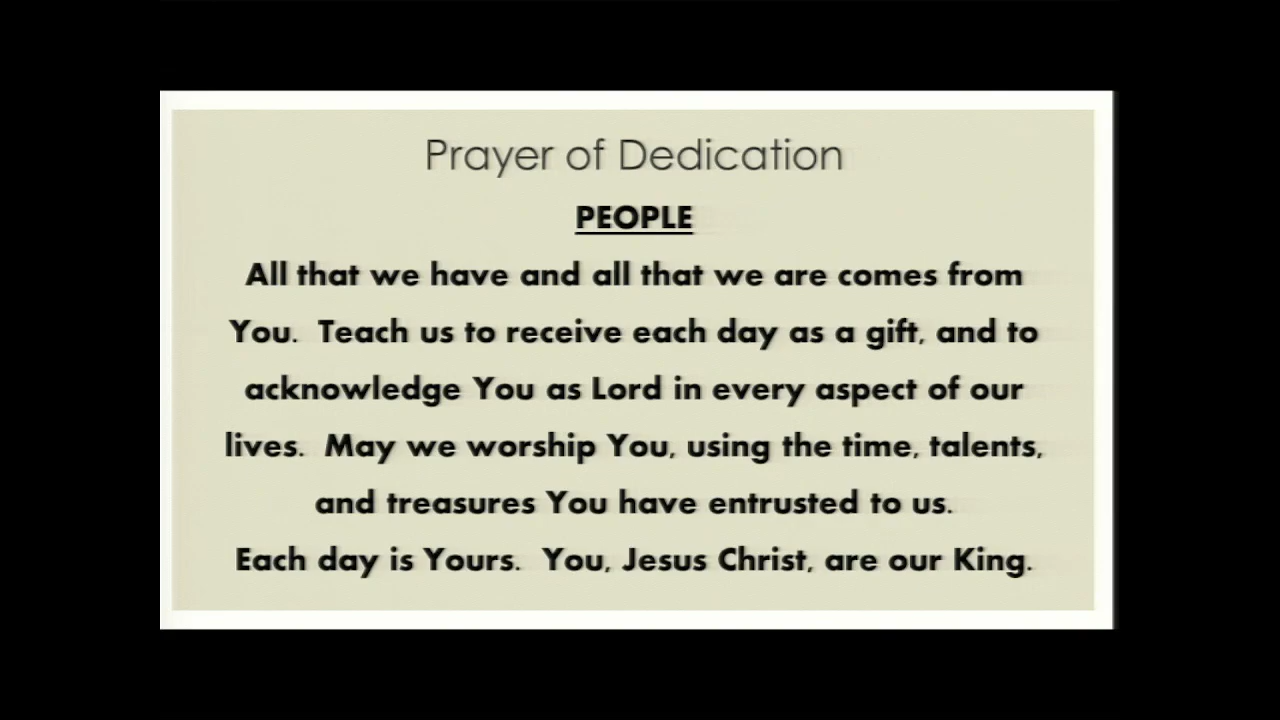 Prayer of Dedication
PEOPLE
All that we have and all that we are comes from
You.  Teach us to receive each day as a gift, and to
acknowledge You as Lord in every aspect of our
lives.  May we worship You, using the time, talents,
and treasures You have entrusted to us.
Each day is Yours.  You, Jesus Christ, are our King.